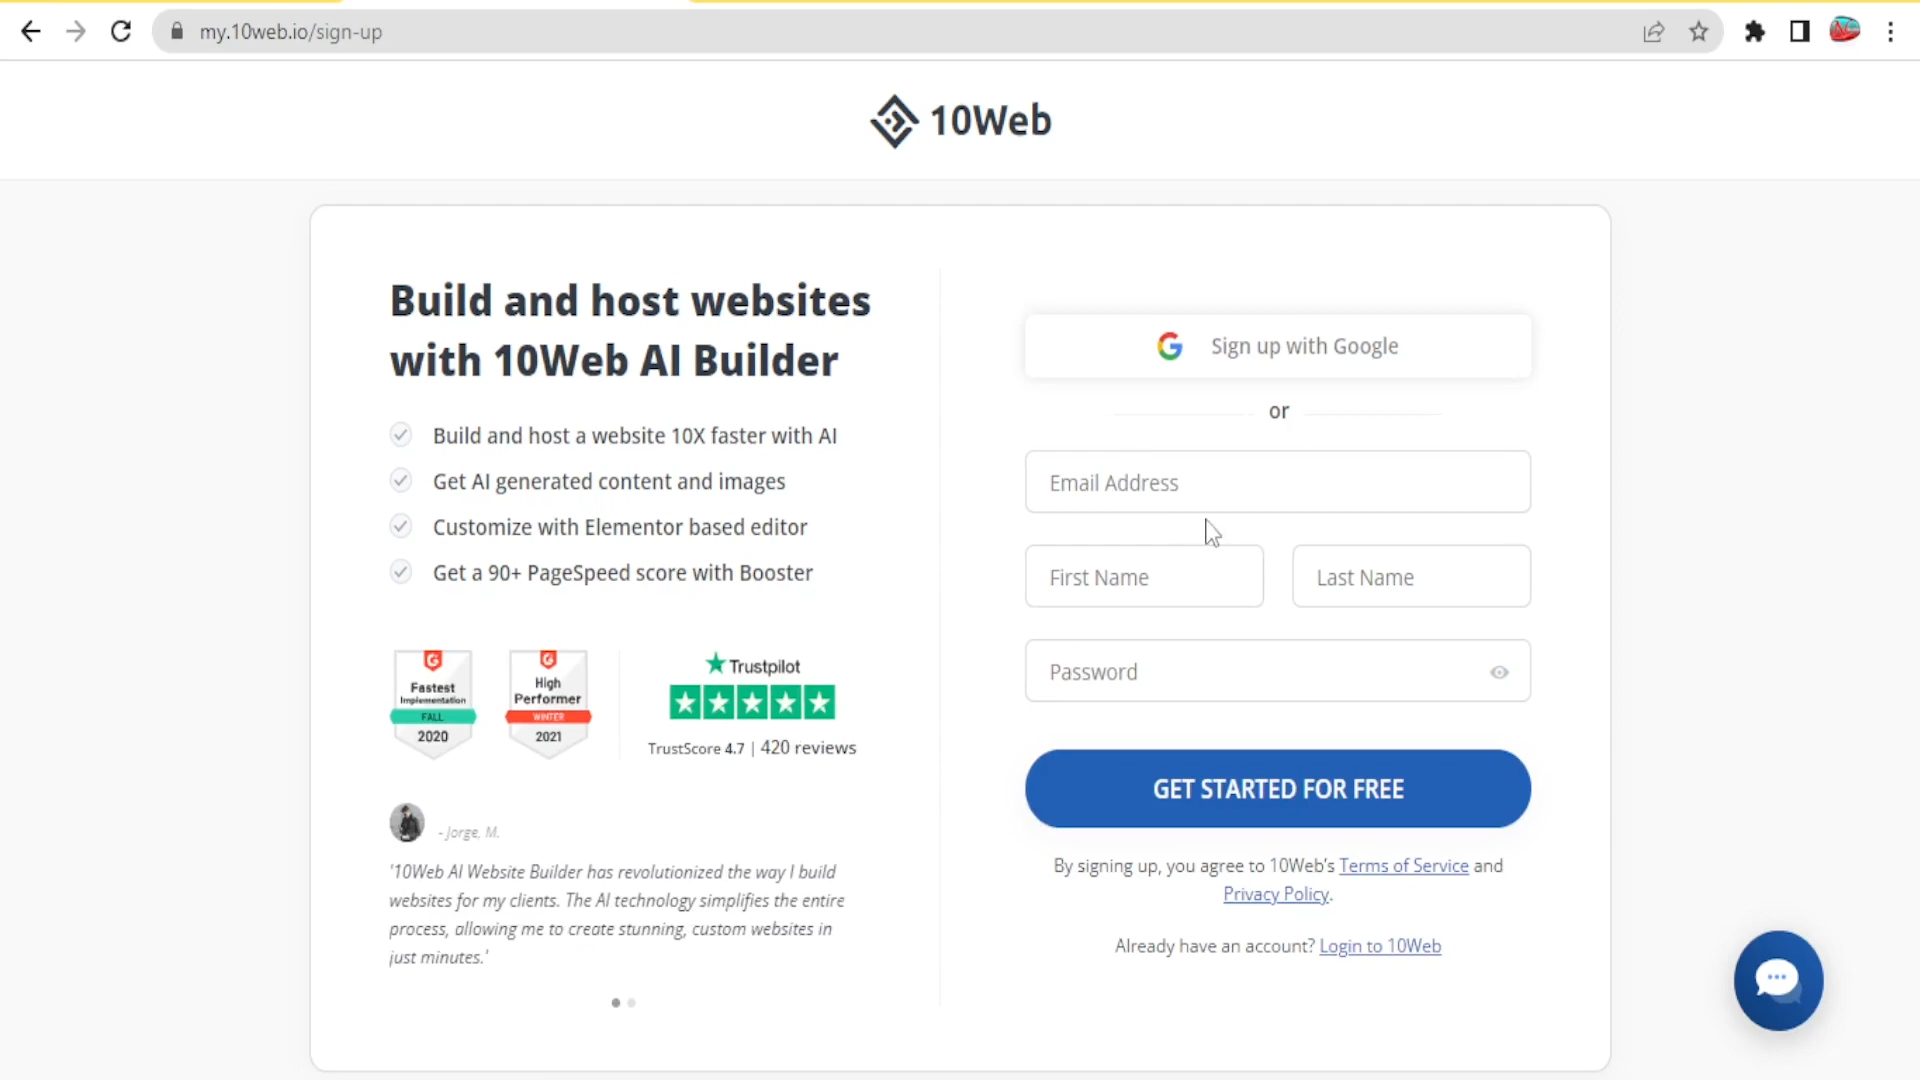 my.10web.io/sign-up
10Web
Build and host websites
with 10Web AI Builder
Build and host a website 10X faster with AI
Get AI generated content and images
Customize with Elementor based editor
Get a 90+ PageSpeed score with Booster
Fastest
Implementation
FALL
2020
High
Performer
WINTER
2021
Trustpilot
TrustScore 4.7 | 420 reviews
- Jorge, M.
'10Web AI Website Builder has revolutionized the way I build
websites for my clients. The AI technology simplifies the entire
process, allowing me to create stunning, custom websites in
just minutes.'
Sign up with Google
or
Email Address
First Name
Last Name
Password
GET STARTED FOR FREE
By signing up, you agree to 10Web's Terms of Service and
Privacy Policy.
Already have an account? Login to 10Web